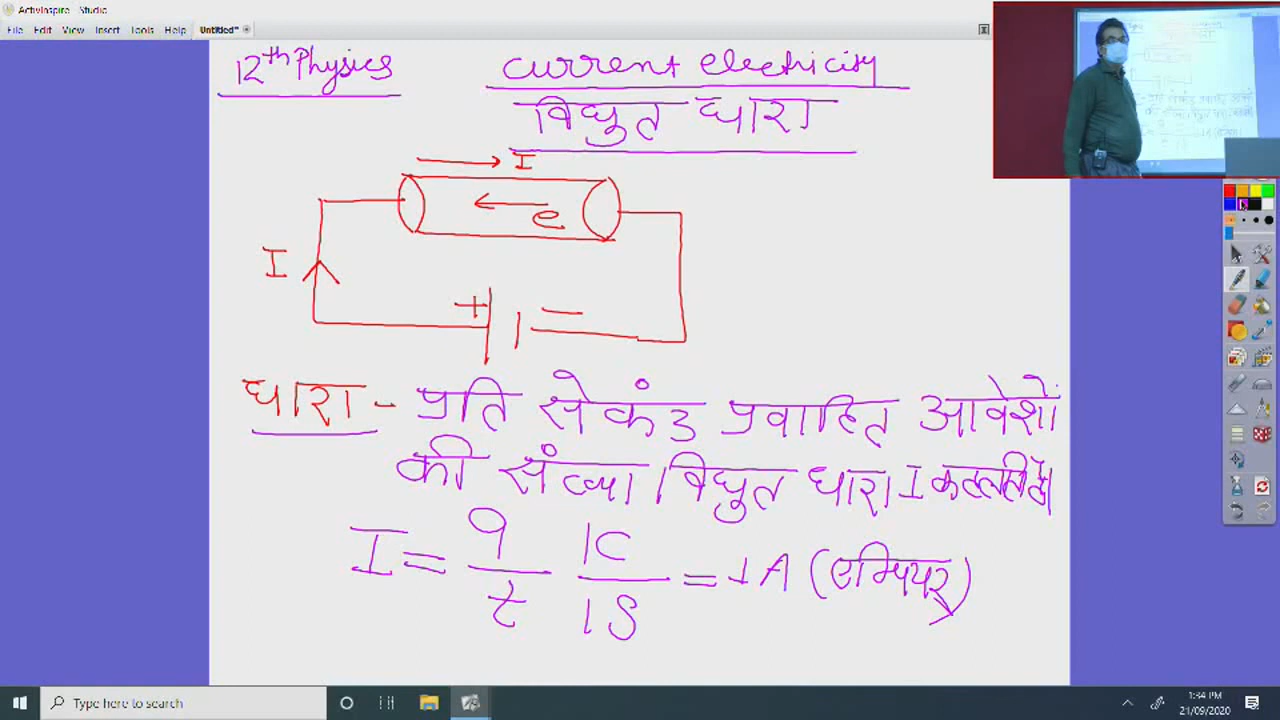 ActivInspire - Studio
File Edit View Insert Tools Help Untitled*
12th Physics
current electricity
विधुत धारा
I
e
I
+ −
धारा - प्रति सेकंड प्रवाहित आवेशों
की संख्या विधुत धारा I कहलाती है।
I = q/t 1C/1S = 1A (एम्पियर)
Type here to search
1:34 PM
21/09/2020